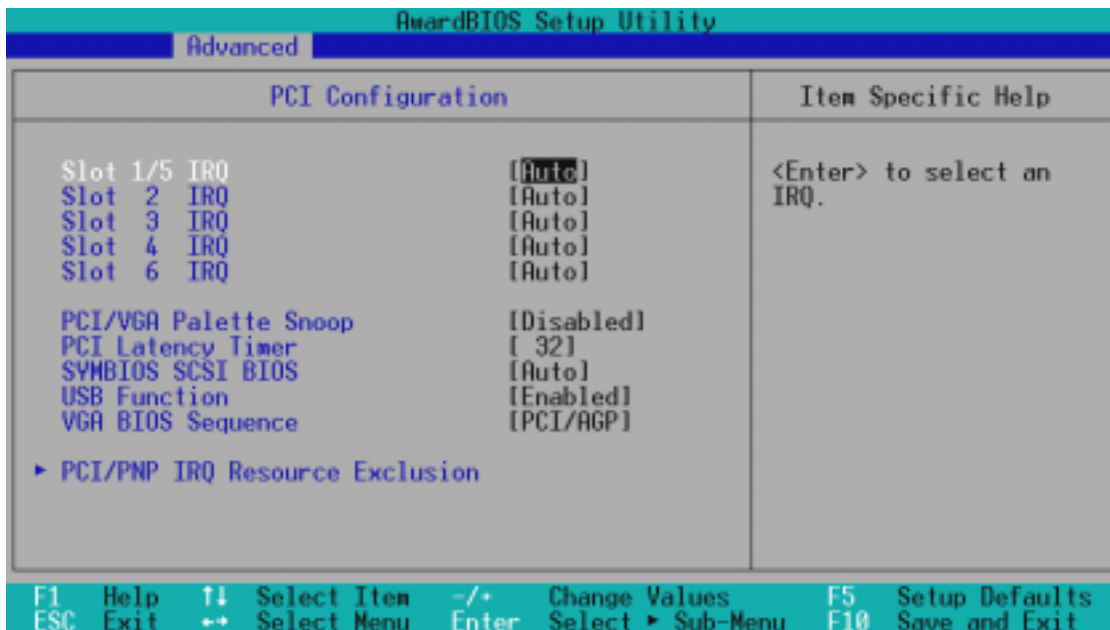 AwardBIOS Setup Utility
Advanced
PCI Configuration
Item Specific Help
Slot 1/5 IRQ [Auto]
Slot 2 IRQ [Auto]
Slot 3 IRQ [Auto]
Slot 4 IRQ [Auto]
Slot 6 IRQ [Auto]
PCI/VGA Palette Snoop [Disabled]
PCI Latency Timer [ 32]
SYMBIOS SCSI BIOS [Auto]
USB Function [Enabled]
VGA BIOS Sequence [PCI/AGP]
► PCI/PNP IRQ Resource Exclusion
<Enter> to select an
IRQ.
F1 Help ↑↓ Select Item -/+ Change Values F5 Setup Defaults
ESC Exit ←→ Select Menu Enter Select ► Sub-Menu F10 Save and Exit